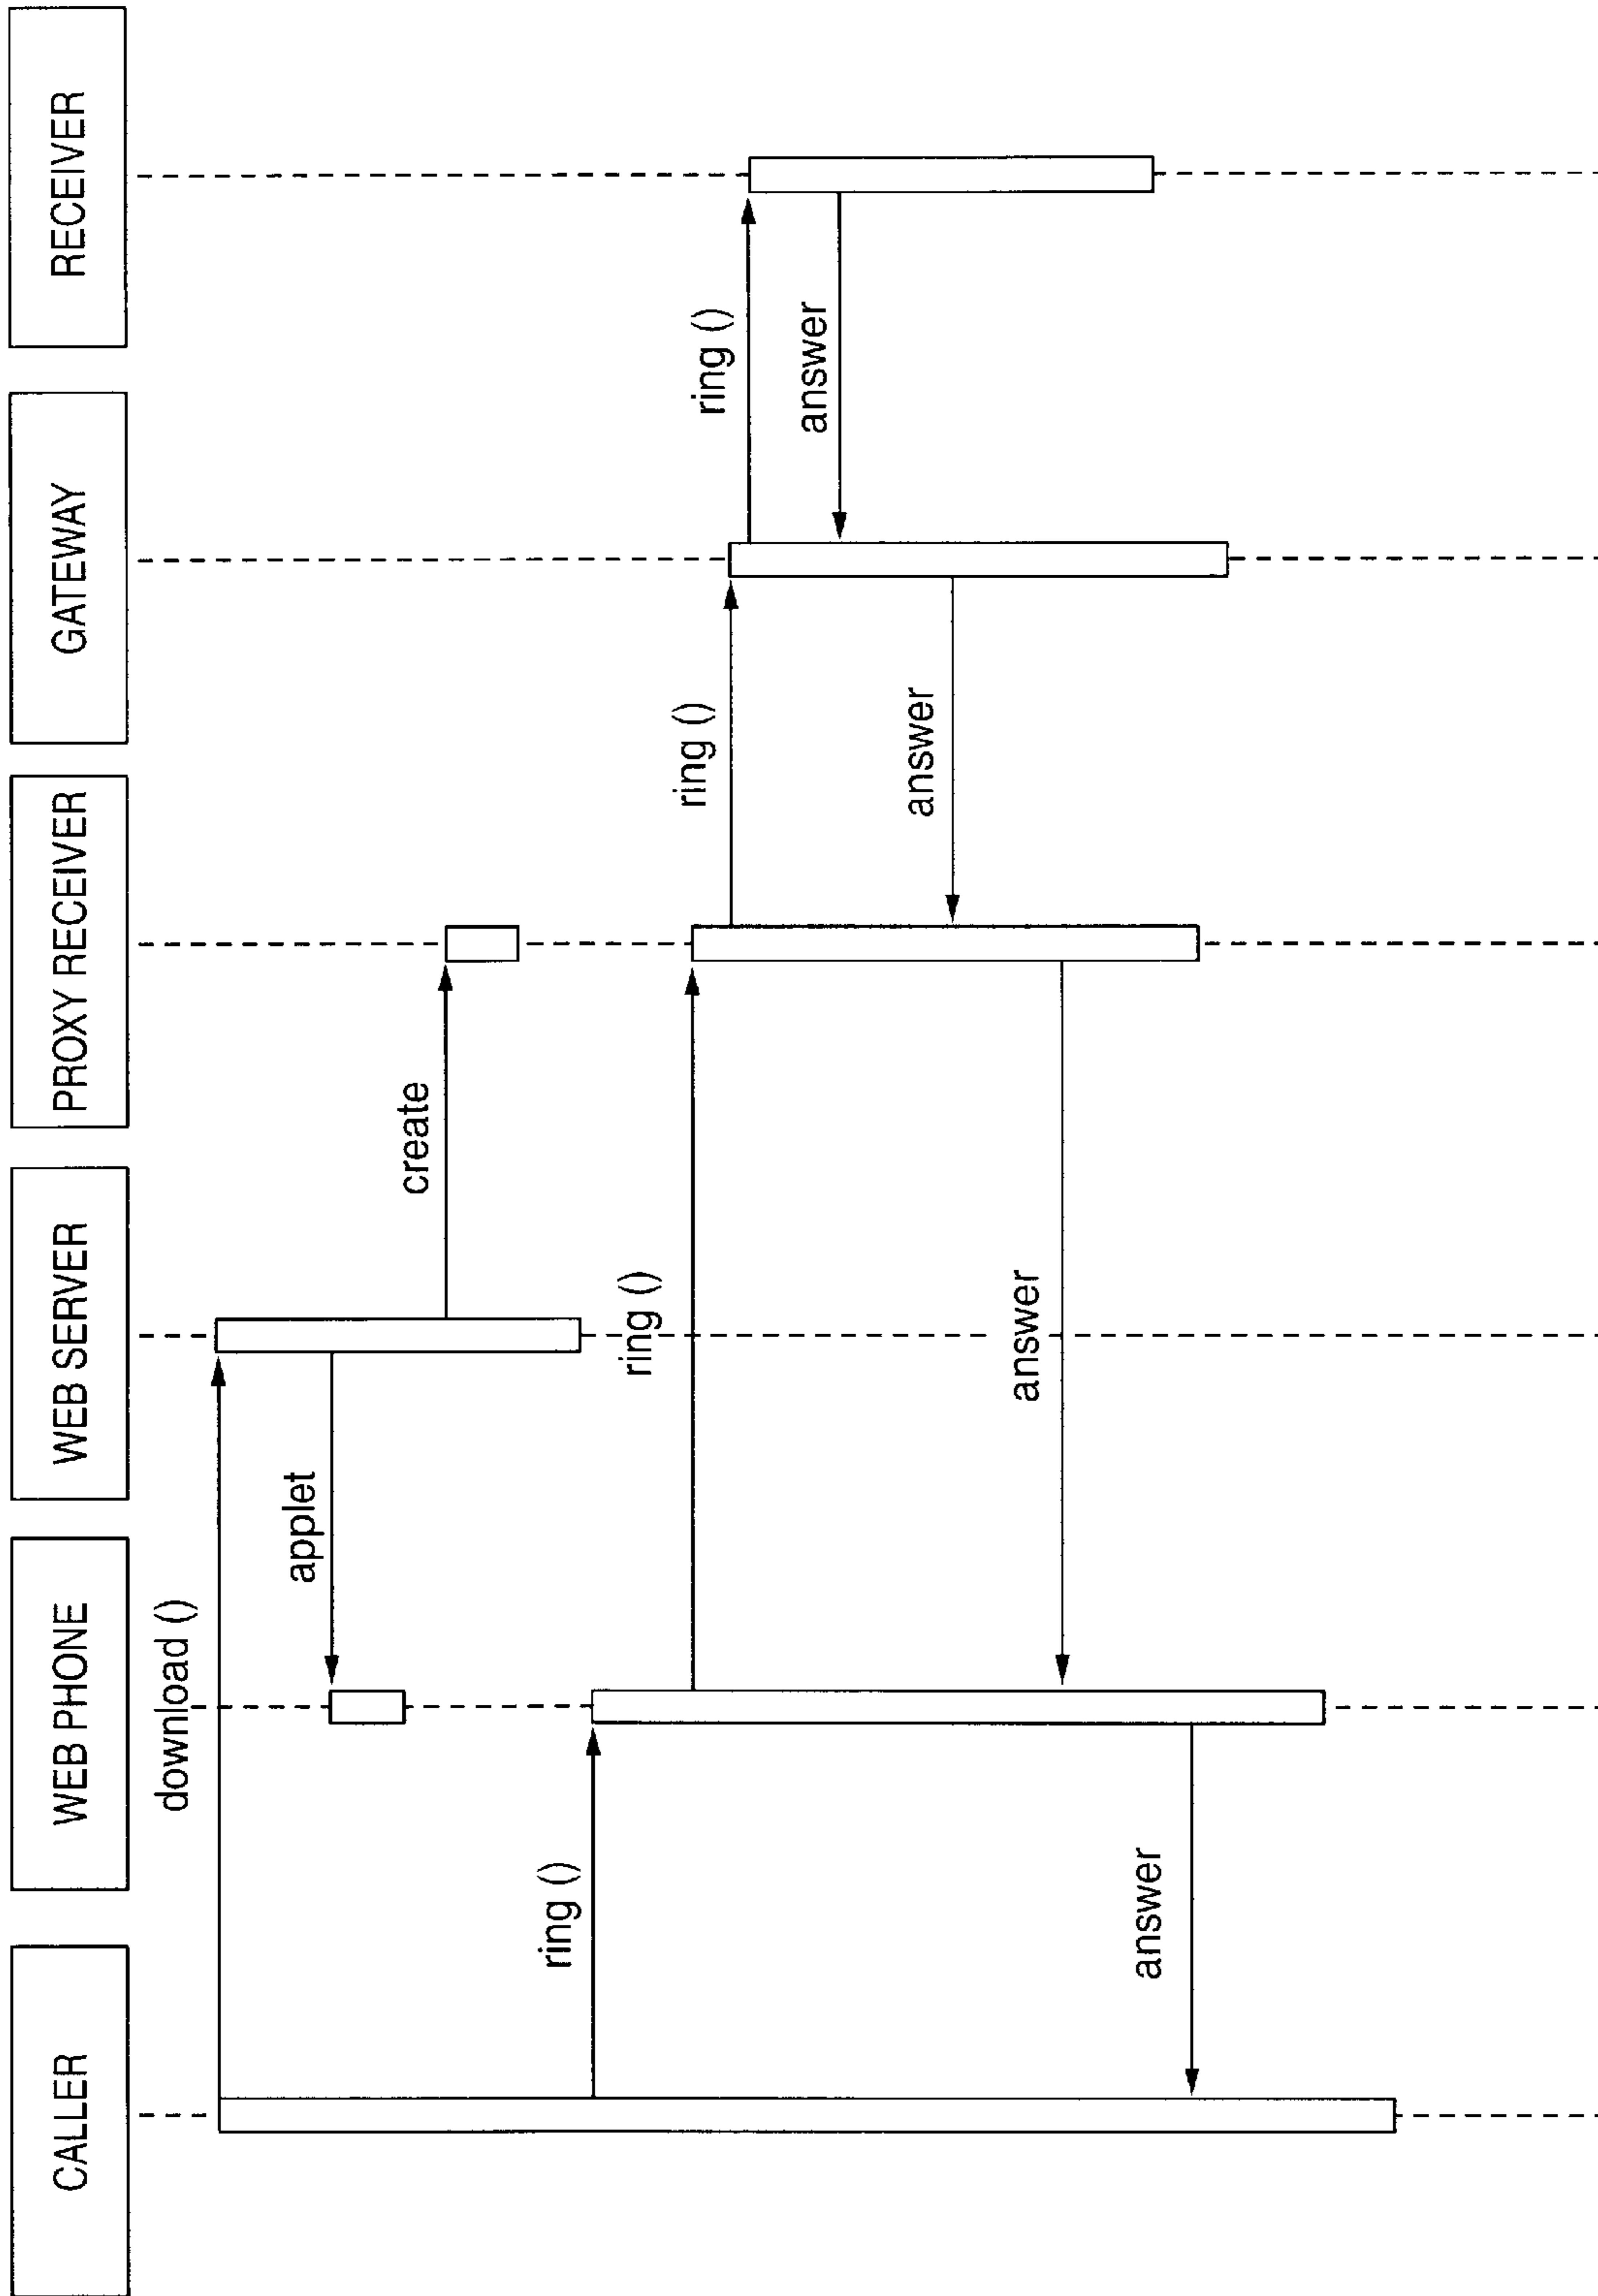 CALLER
WEB PHONE
WEB SERVER
PROXY RECEIVER
GATEWAY
RECEIVER
download ()
applet
create
ring ()
ring ()
ring ()
ring ()
answer
answer
answer
answer